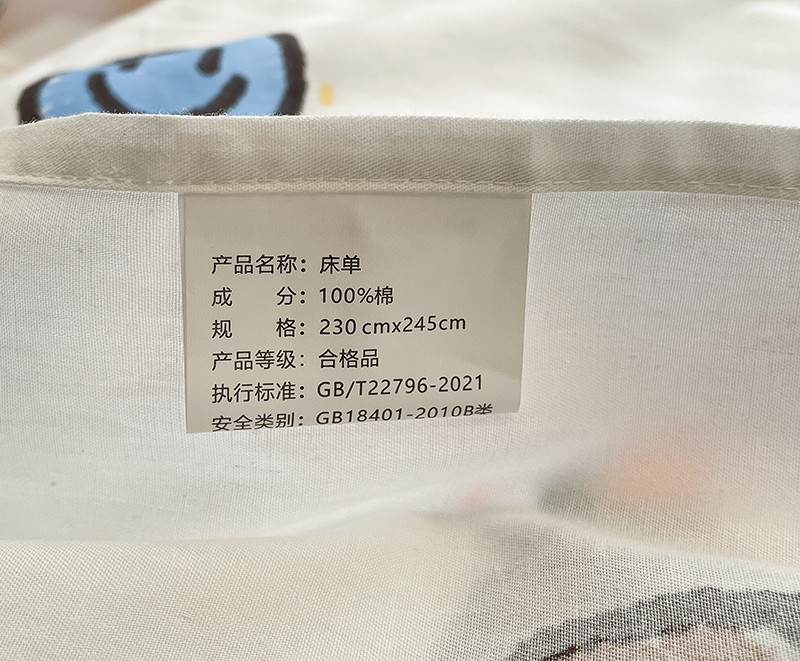 产品名称：床单
成　　分：100%棉
规　　格：230 cmx245cm
产品等级：合格品
执行标准：GB/T22796-2021
安全类别：GB18401-2010B类